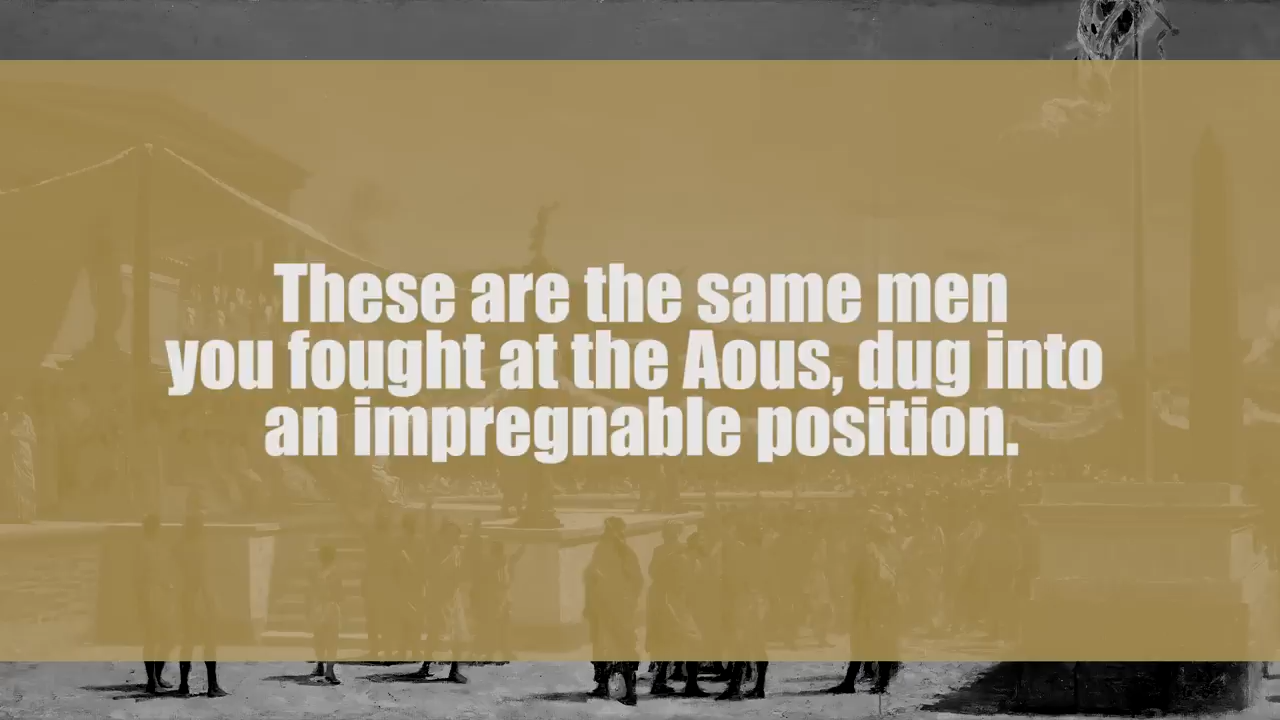 These are the same men
you fought at the Aous, dug into
an impregnable position.